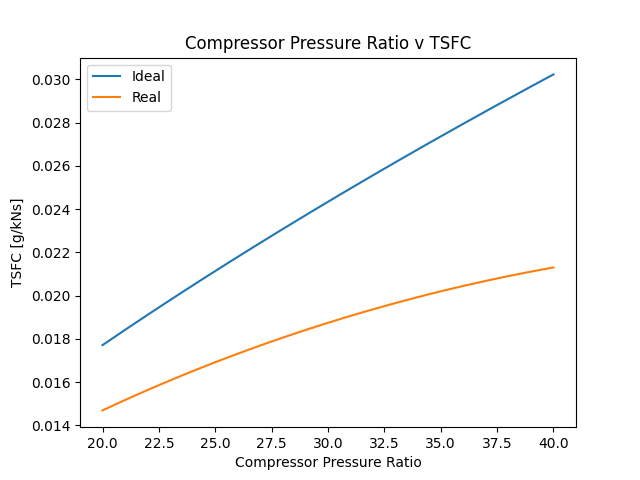 Compressor Pressure Ratio v TSFC
Ideal
Real
TSFC [g/kNs]
0.030
0.028
0.026
0.024
0.022
0.020
0.018
0.016
0.014
20.0 22.5 25.0 27.5 30.0 32.5 35.0 37.5 40.0
Compressor Pressure Ratio